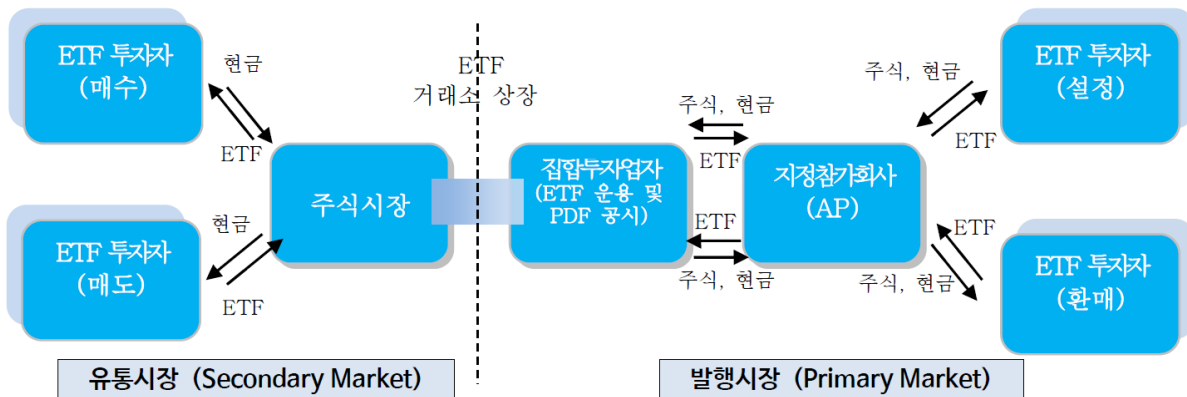 ETF 투자자
(매수)
현금
ETF
ETF 투자자
(매도)
현금
ETF
주식시장
ETF
거래소 상장
집합투자업자
(ETF 운용 및
PDF 공시)
주식, 현금
ETF
ETF
주식, 현금
지정참가회사
(AP)
주식, 현금
ETF
ETF 투자자
(설정)
ETF
주식, 현금
ETF 투자자
(환매)
유통시장 (Secondary Market)
발행시장 (Primary Market)